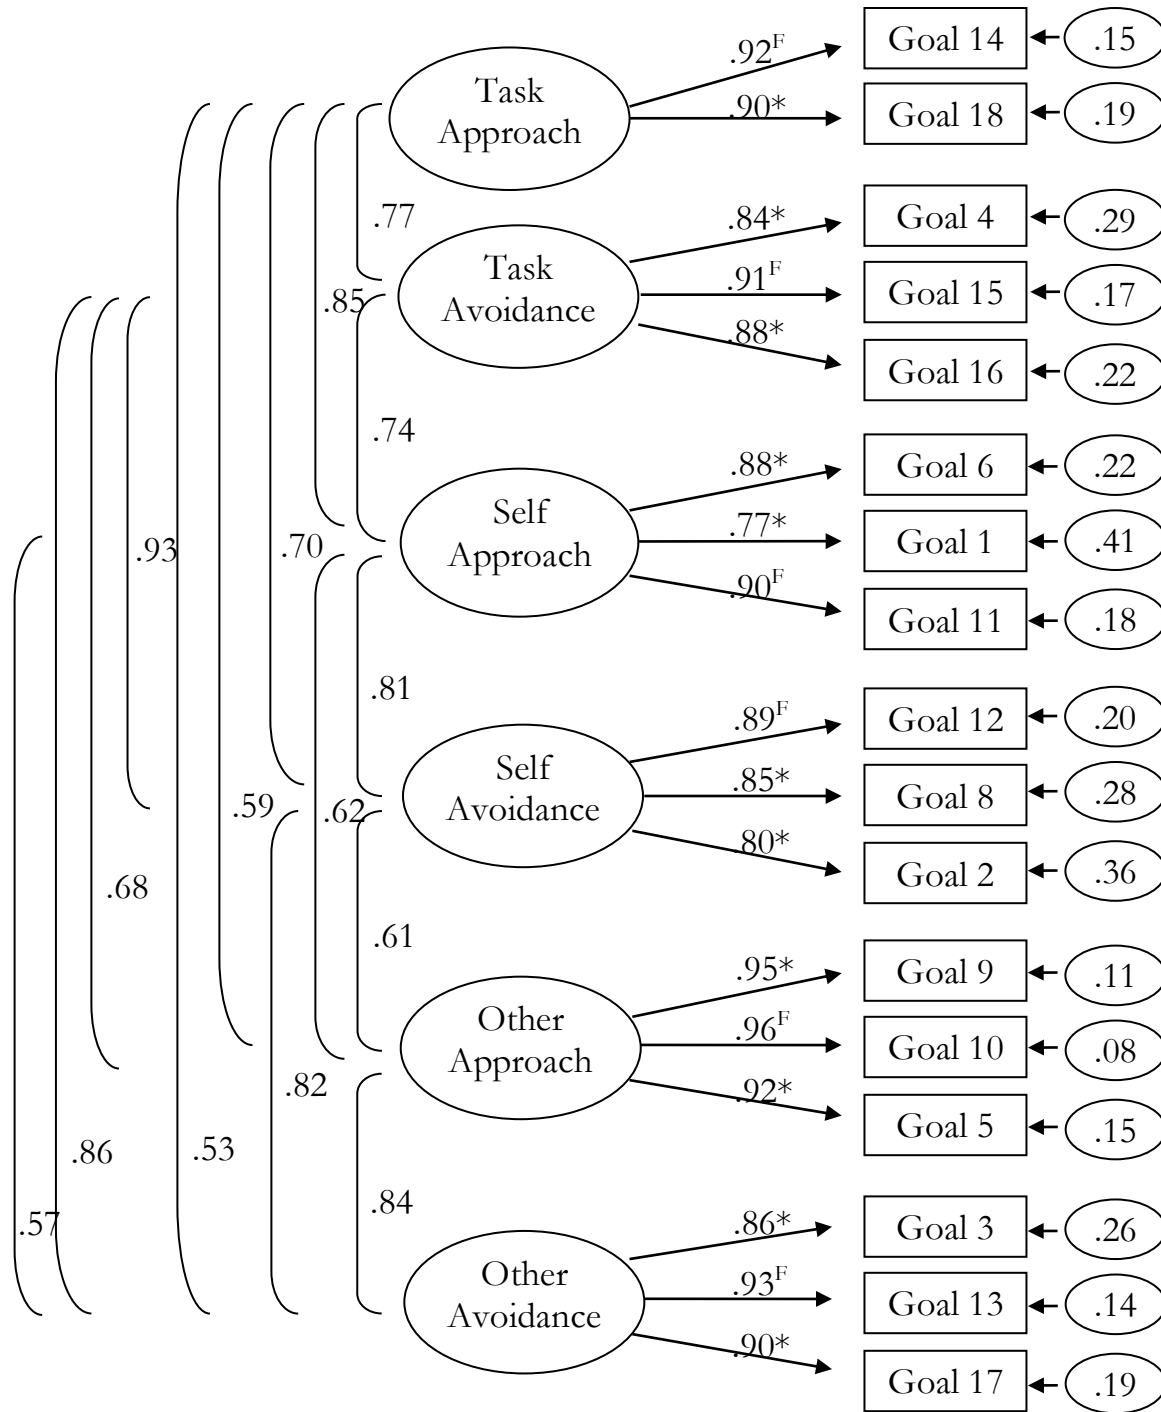 .92F
Goal 14
.15
Task
Approach
.90*
Goal 18
.19
.77
.84*
Goal 4
.29
Task
Avoidance
.91F
Goal 15
.17
.85
.88*
Goal 16
.22
.74
.88*
Goal 6
.22
Self
Approach
.77*
Goal 1
.41
.93
.70
.90F
Goal 11
.18
.81
.89F
Goal 12
.20
Self
Avoidance
.85*
Goal 8
.28
.59
.62
.80*
Goal 2
.36
.68
.61
.95*
Goal 9
.11
Other
Approach
.96F
Goal 10
.08
.82
.92*
Goal 5
.15
.86
.53
.84
.57
.86*
Goal 3
.26
Other
Avoidance
.93F
Goal 13
.14
.90*
Goal 17
.19